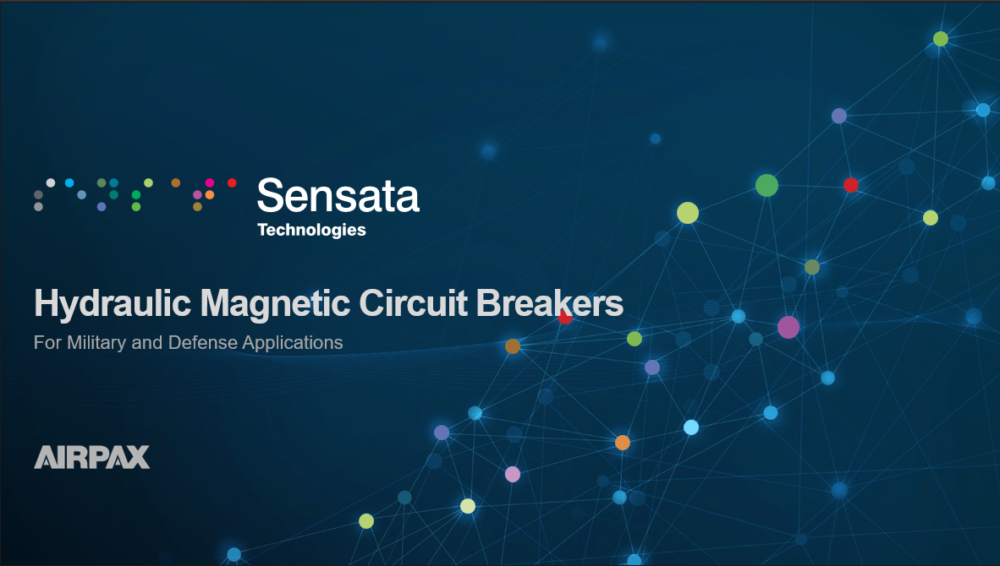 Sensata
Technologies
Hydraulic Magnetic Circuit Breakers
For Military and Defense Applications
AIRPAX